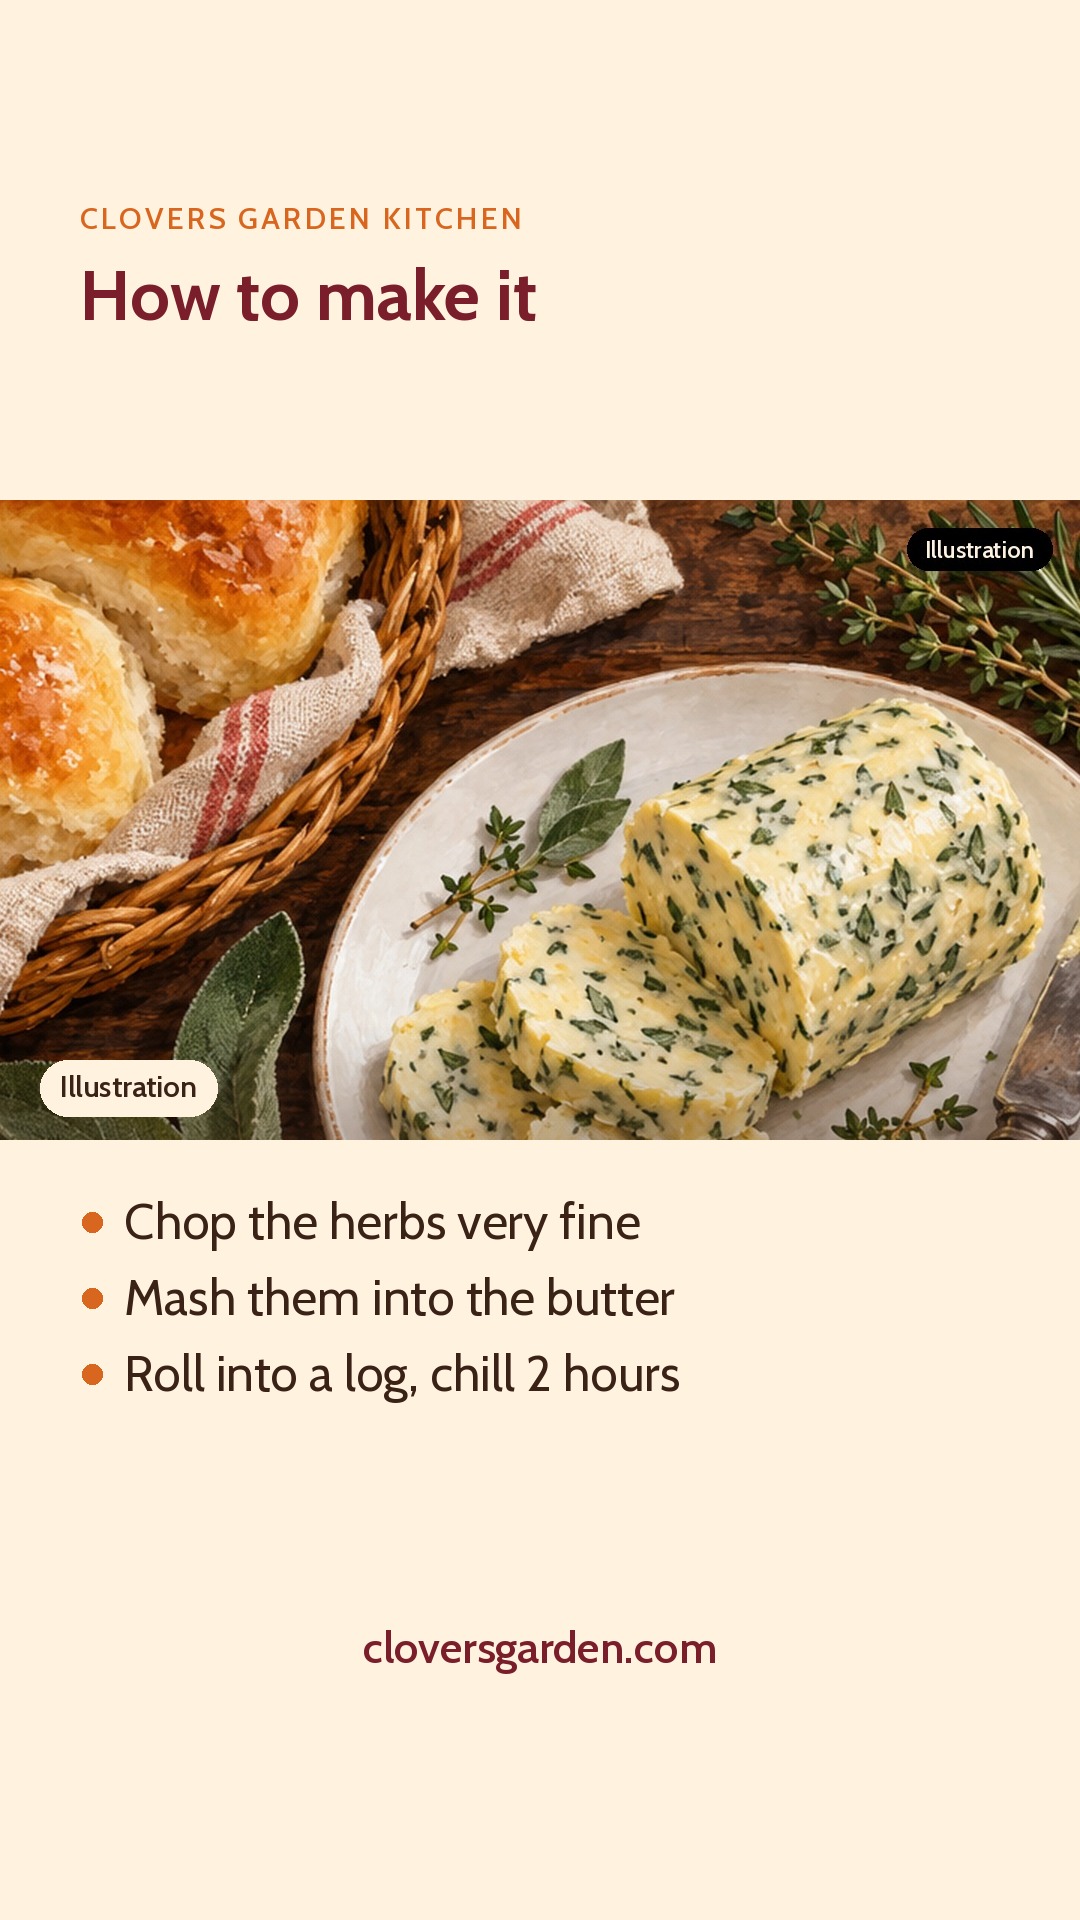 CLOVERS GARDEN KITCHEN
How to make it
Illustration
Illustration
Chop the herbs very fine
Mash them into the butter
Roll into a log, chill 2 hours
cloversgarden.com